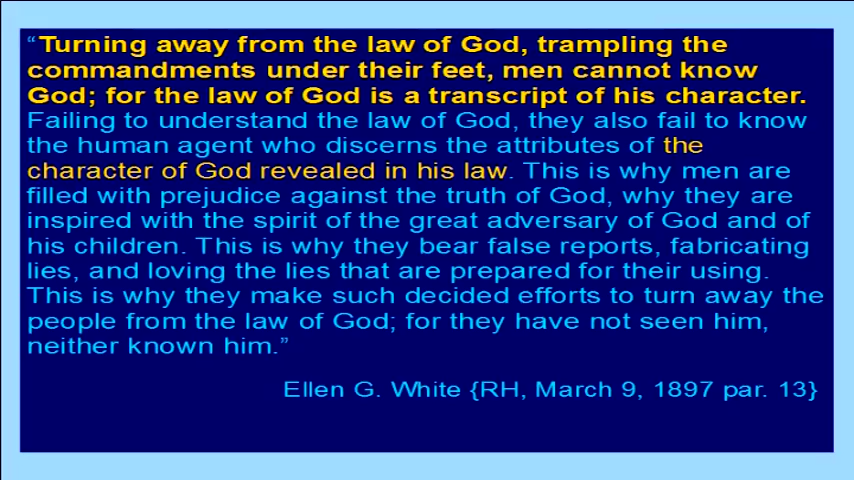 “Turning away from the law of God, trampling the
commandments under their feet, men cannot know
God; for the law of God is a transcript of his character.
Failing to understand the law of God, they also fail to know
the human agent who discerns the attributes of the
character of God revealed in his law. This is why men are
filled with prejudice against the truth of God, why they are
inspired with the spirit of the great adversary of God and of
his children. This is why they bear false reports, fabricating
lies, and loving the lies that are prepared for their using.
This is why they make such decided efforts to turn away the
people from the law of God; for they have not seen him,
neither known him.”
Ellen G. White {RH, March 9, 1897 par. 13}